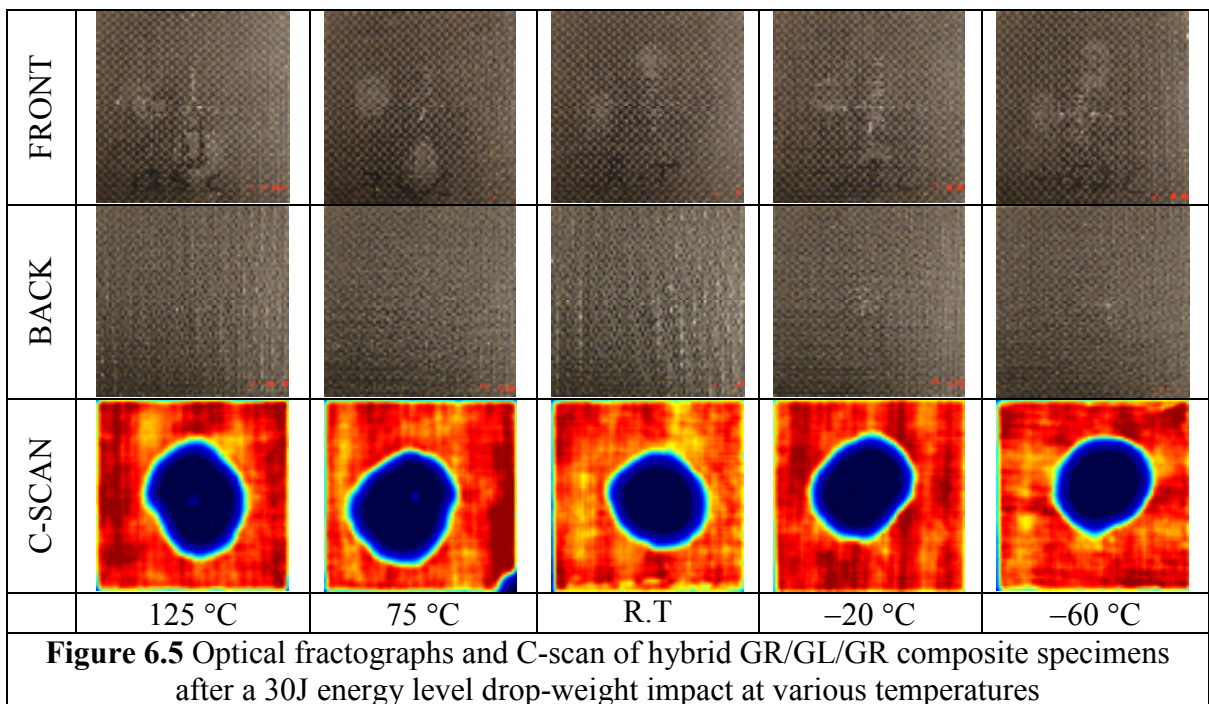 FRONT
BACK
C-SCAN
125 °C 75 °C R.T −20 °C −60 °C
Figure 6.5 Optical fractographs and C-scan of hybrid GR/GL/GR composite specimens
after a 30J energy level drop-weight impact at various temperatures